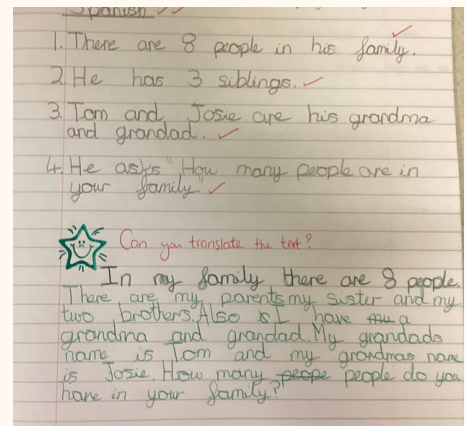 Spanish
1. There are 8 people in his family.
2. He has 3 siblings.
3. Tom and Josie are his grandma
and grandad.
4. He asks "How many people are in
your family"
Can you translate the text?
In my family there are 8 people.
There are my parents, my sister and my
two brothers. Also I have a
grandma and grandad. My grandads
name is Tom and my grandmas name
is Josie. How many people do you
have in your family?